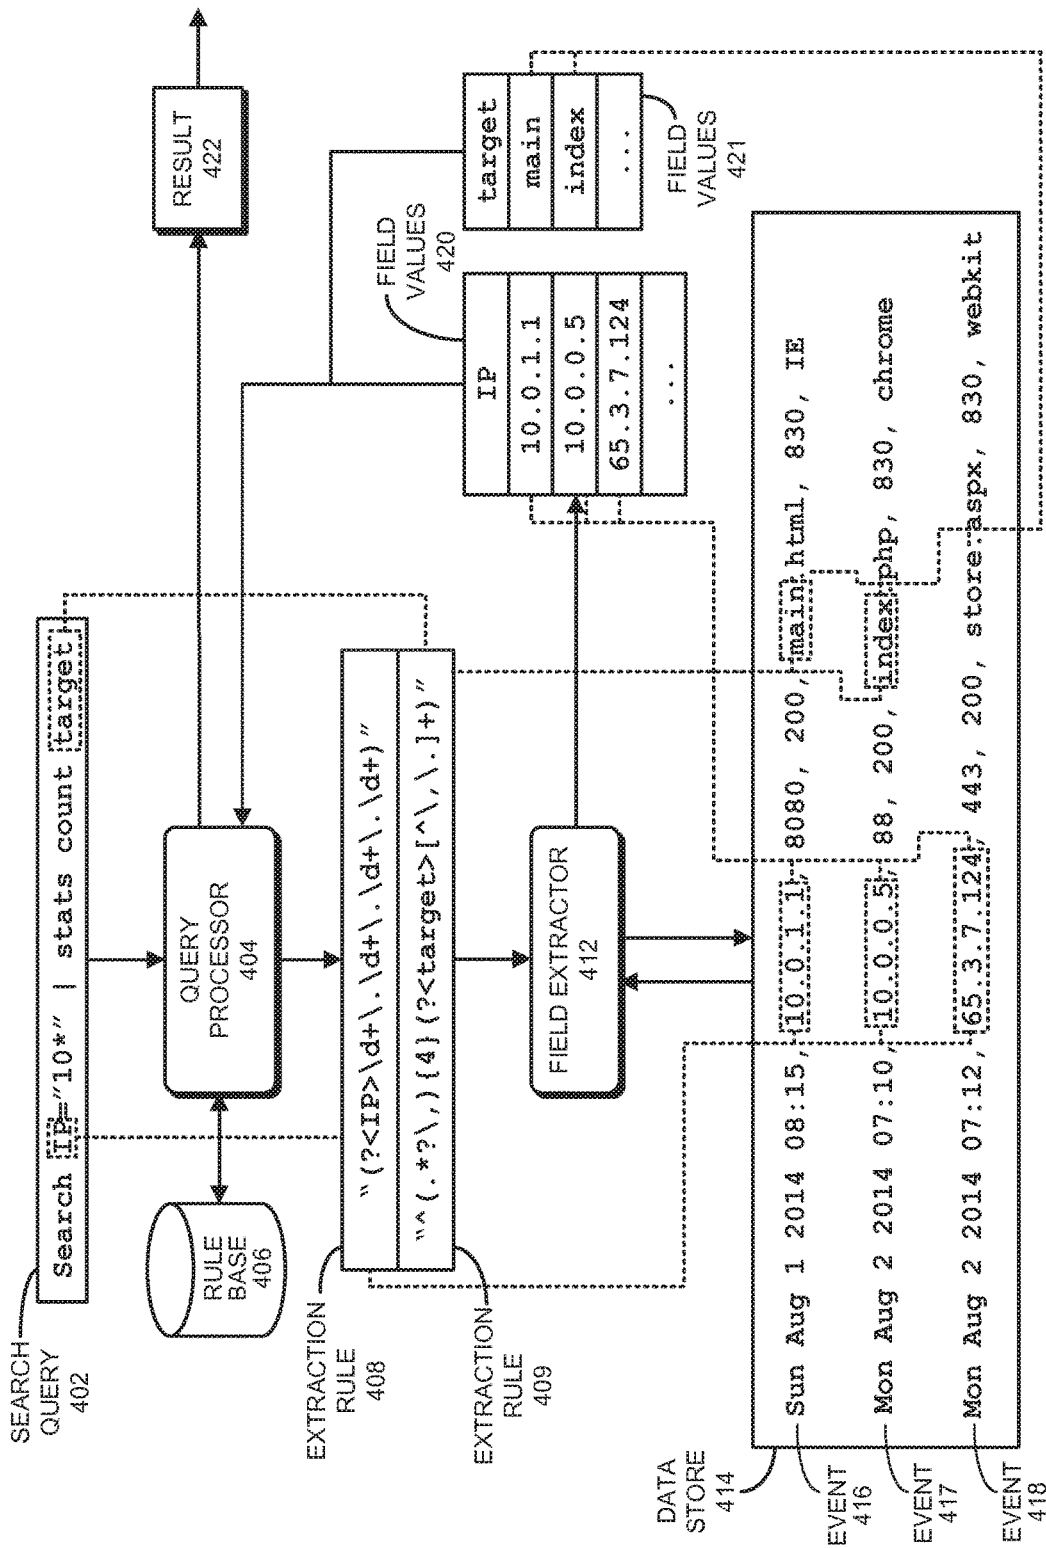 SEARCH
QUERY
402
Search IP="10*" | stats count target
RULE
BASE
406
QUERY
PROCESSOR
404
RESULT
422
EXTRACTION
RULE
408
"(?<IP>\d+\.\d+\.\d+\.\d+)"
"^(.*?\,){4}(?<target>[^\,\.]+)"
EXTRACTION
RULE
409
FIELD EXTRACTOR
412
FIELD
VALUES
420
IP
10.0.1.1
10.0.0.5
65.3.7.124
...
target
main
index
...
FIELD
VALUES
421
DATA
STORE
414
Sun Aug 1 2014 08:15, 10.0.1.1, 8080, 200, main.html, 830, IE
Mon Aug 2 2014 07:10, 10.0.0.5, 88, 200, index.php, 830, chrome
Mon Aug 2 2014 07:12, 65.3.7.124, 443, 200, store.aspx, 830, webkit
EVENT
416
EVENT
417
EVENT
418